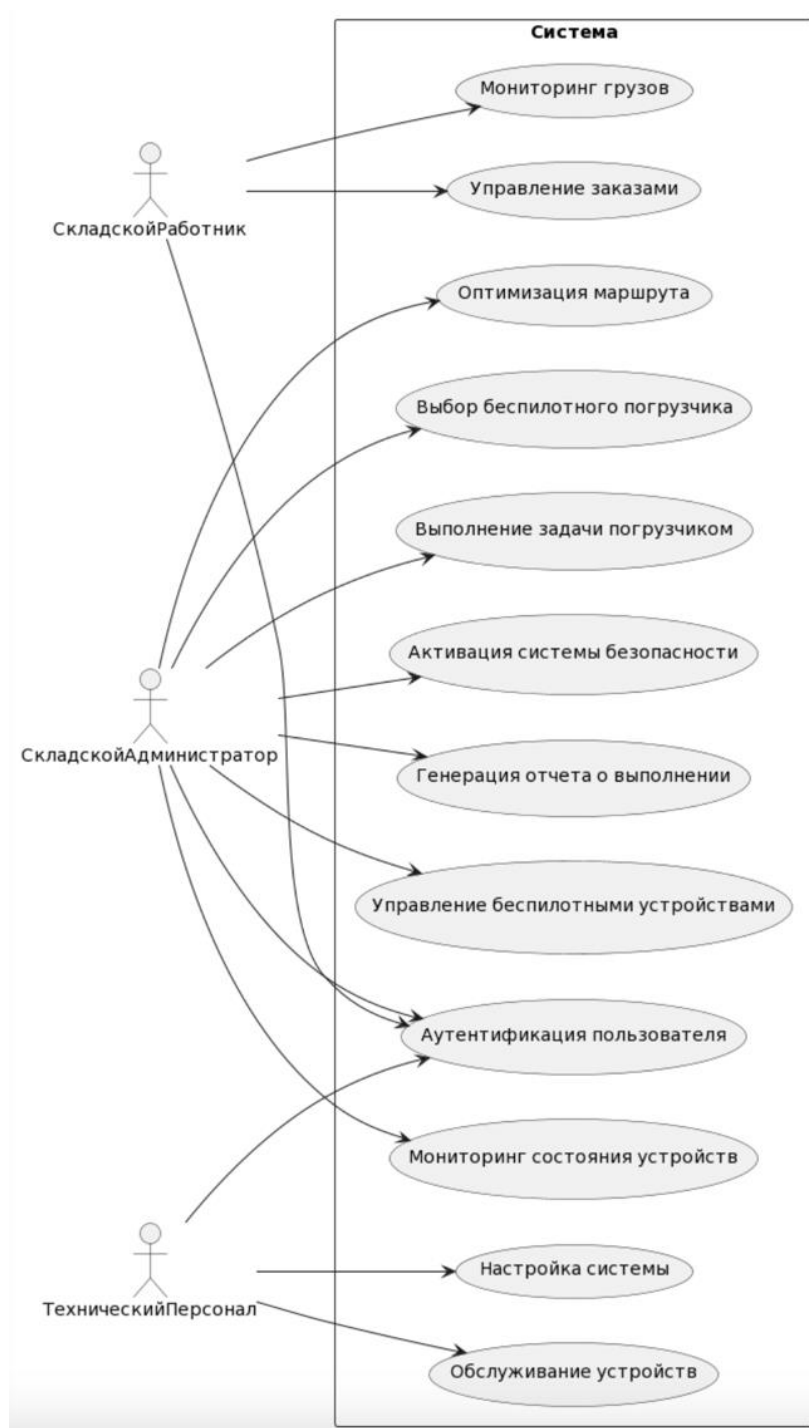 Система
Мониторинг грузов
СкладскойРаботник
Управление заказами
Оптимизация маршрута
Выбор беспилотного погрузчика
Выполнение задачи погрузчиком
Активация системы безопасности
СкладскойАдминистратор
Генерация отчета о выполнении
Управление беспилотными устройствами
Аутентификация пользователя
Мониторинг состояния устройств
Настройка системы
ТехническийПерсонал
Обслуживание устройств